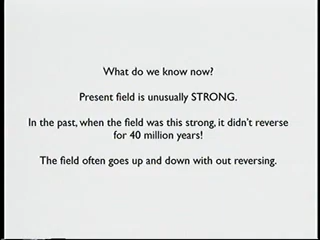 What do we know now?
Present field is unusually STRONG.
In the past, when the field was this strong, it didn't reverse
for 40 million years!
The field often goes up and down with out reversing.